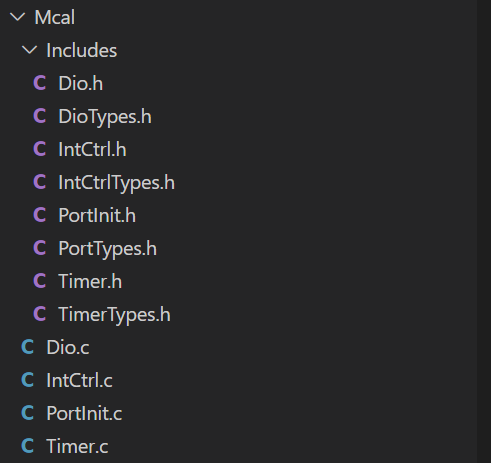 Mcal
Includes
C Dio.h
C DioTypes.h
C IntCtrl.h
C IntCtrlTypes.h
C PortInit.h
C PortTypes.h
C Timer.h
C TimerTypes.h
C Dio.c
C IntCtrl.c
C PortInit.c
C Timer.c